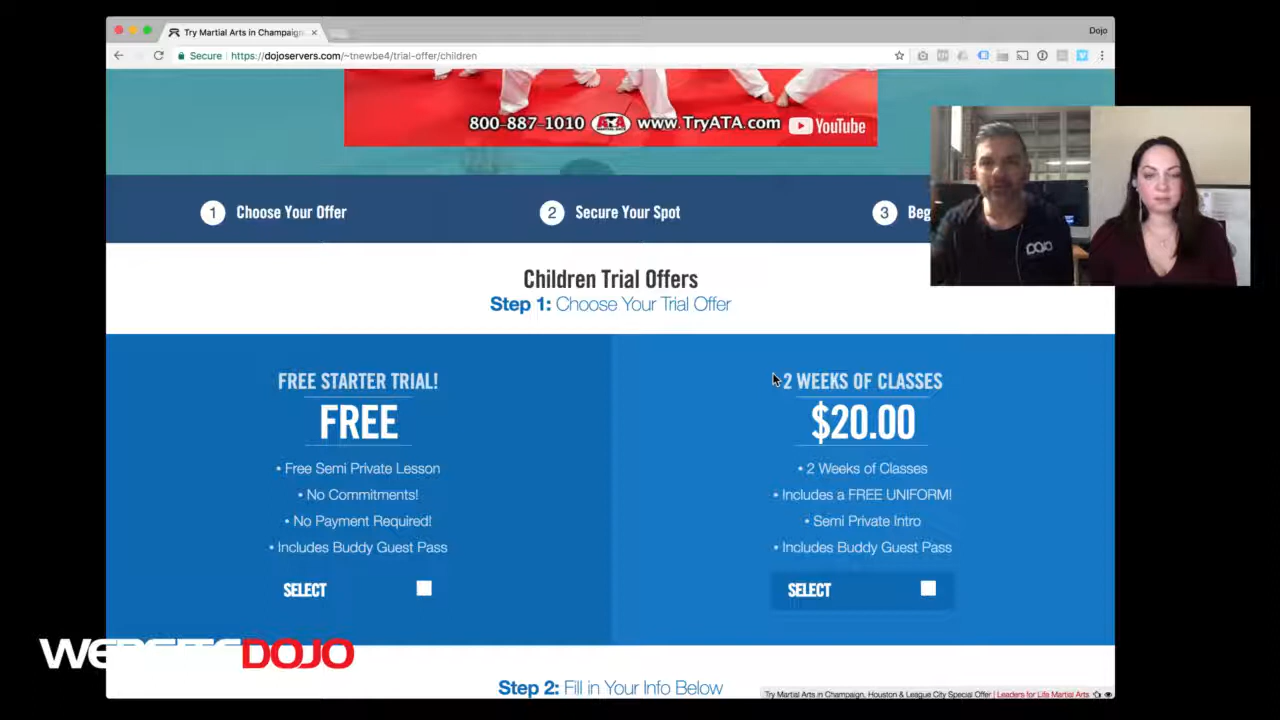 Try Martial Arts in Champaign
Dojo
Secure
https://dojoservers.com/~tnewbe4/trial-offer/children
800-887-1010 ATA www.TryATA.com YouTube
1 Choose Your Offer
2 Secure Your Spot
3 Beg
DOJO
Children Trial Offers
Step 1: Choose Your Trial Offer
FREE STARTER TRIAL!
FREE
• Free Semi Private Lesson
• No Commitments!
• No Payment Required!
• Includes Buddy Guest Pass
SELECT
2 WEEKS OF CLASSES
$20.00
• 2 Weeks of Classes
• Includes a FREE UNIFORM!
• Semi Private Intro
• Includes Buddy Guest Pass
SELECT
WEBSITEDOJO
Step 2: Fill in Your Info Below
Try Martial Arts in Champaign, Houston & League City Special Offer | Leaders for Life Martial Arts